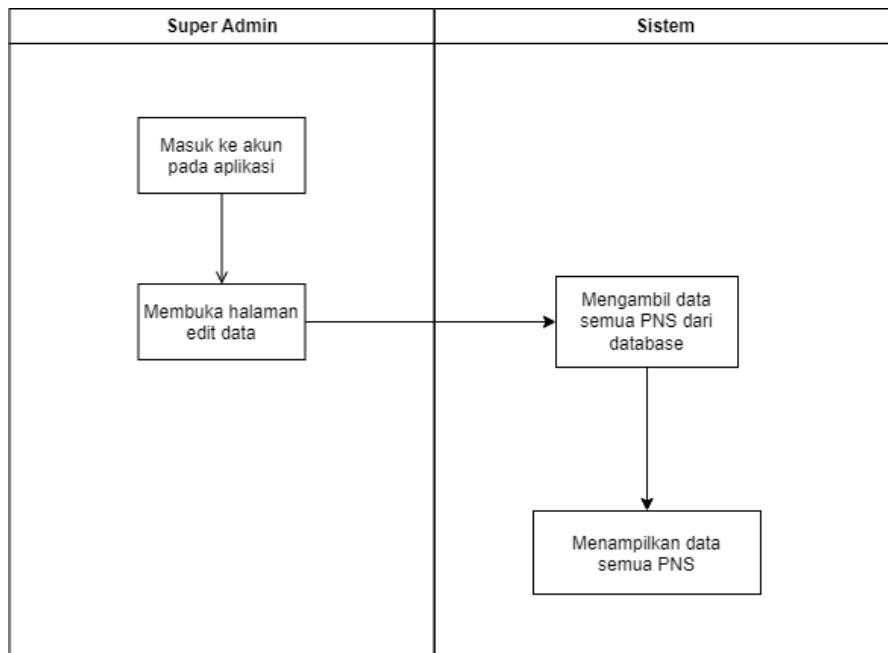 Super Admin
Sistem
Masuk ke akun
pada aplikasi
Membuka halaman
edit data
Mengambil data
semua PNS dari
database
Menampilkan data
semua PNS